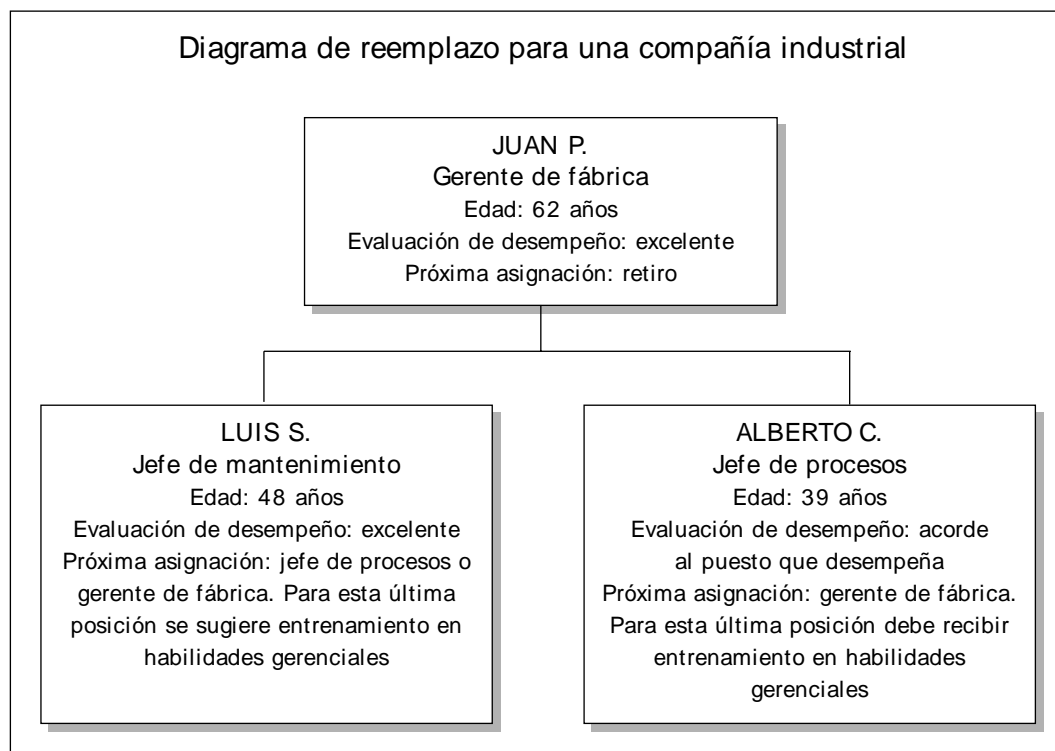 Diagrama de reemplazo para una compañía industrial
JUAN P.
Gerente de fábrica
Edad: 62 años
Evaluación de desempeño: excelente
Próxima asignación: retiro
LUIS S.
Jefe de mantenimiento
Edad: 48 años
Evaluación de desempeño: excelente
Próxima asignación: jefe de procesos o
gerente de fábrica. Para esta última
posición se sugiere entrenamiento en
habilidades gerenciales
ALBERTO C.
Jefe de procesos
Edad: 39 años
Evaluación de desempeño: acorde
al puesto que desempeña
Próxima asignación: gerente de fábrica.
Para esta última posición debe recibir
entrenamiento en habilidades
gerenciales